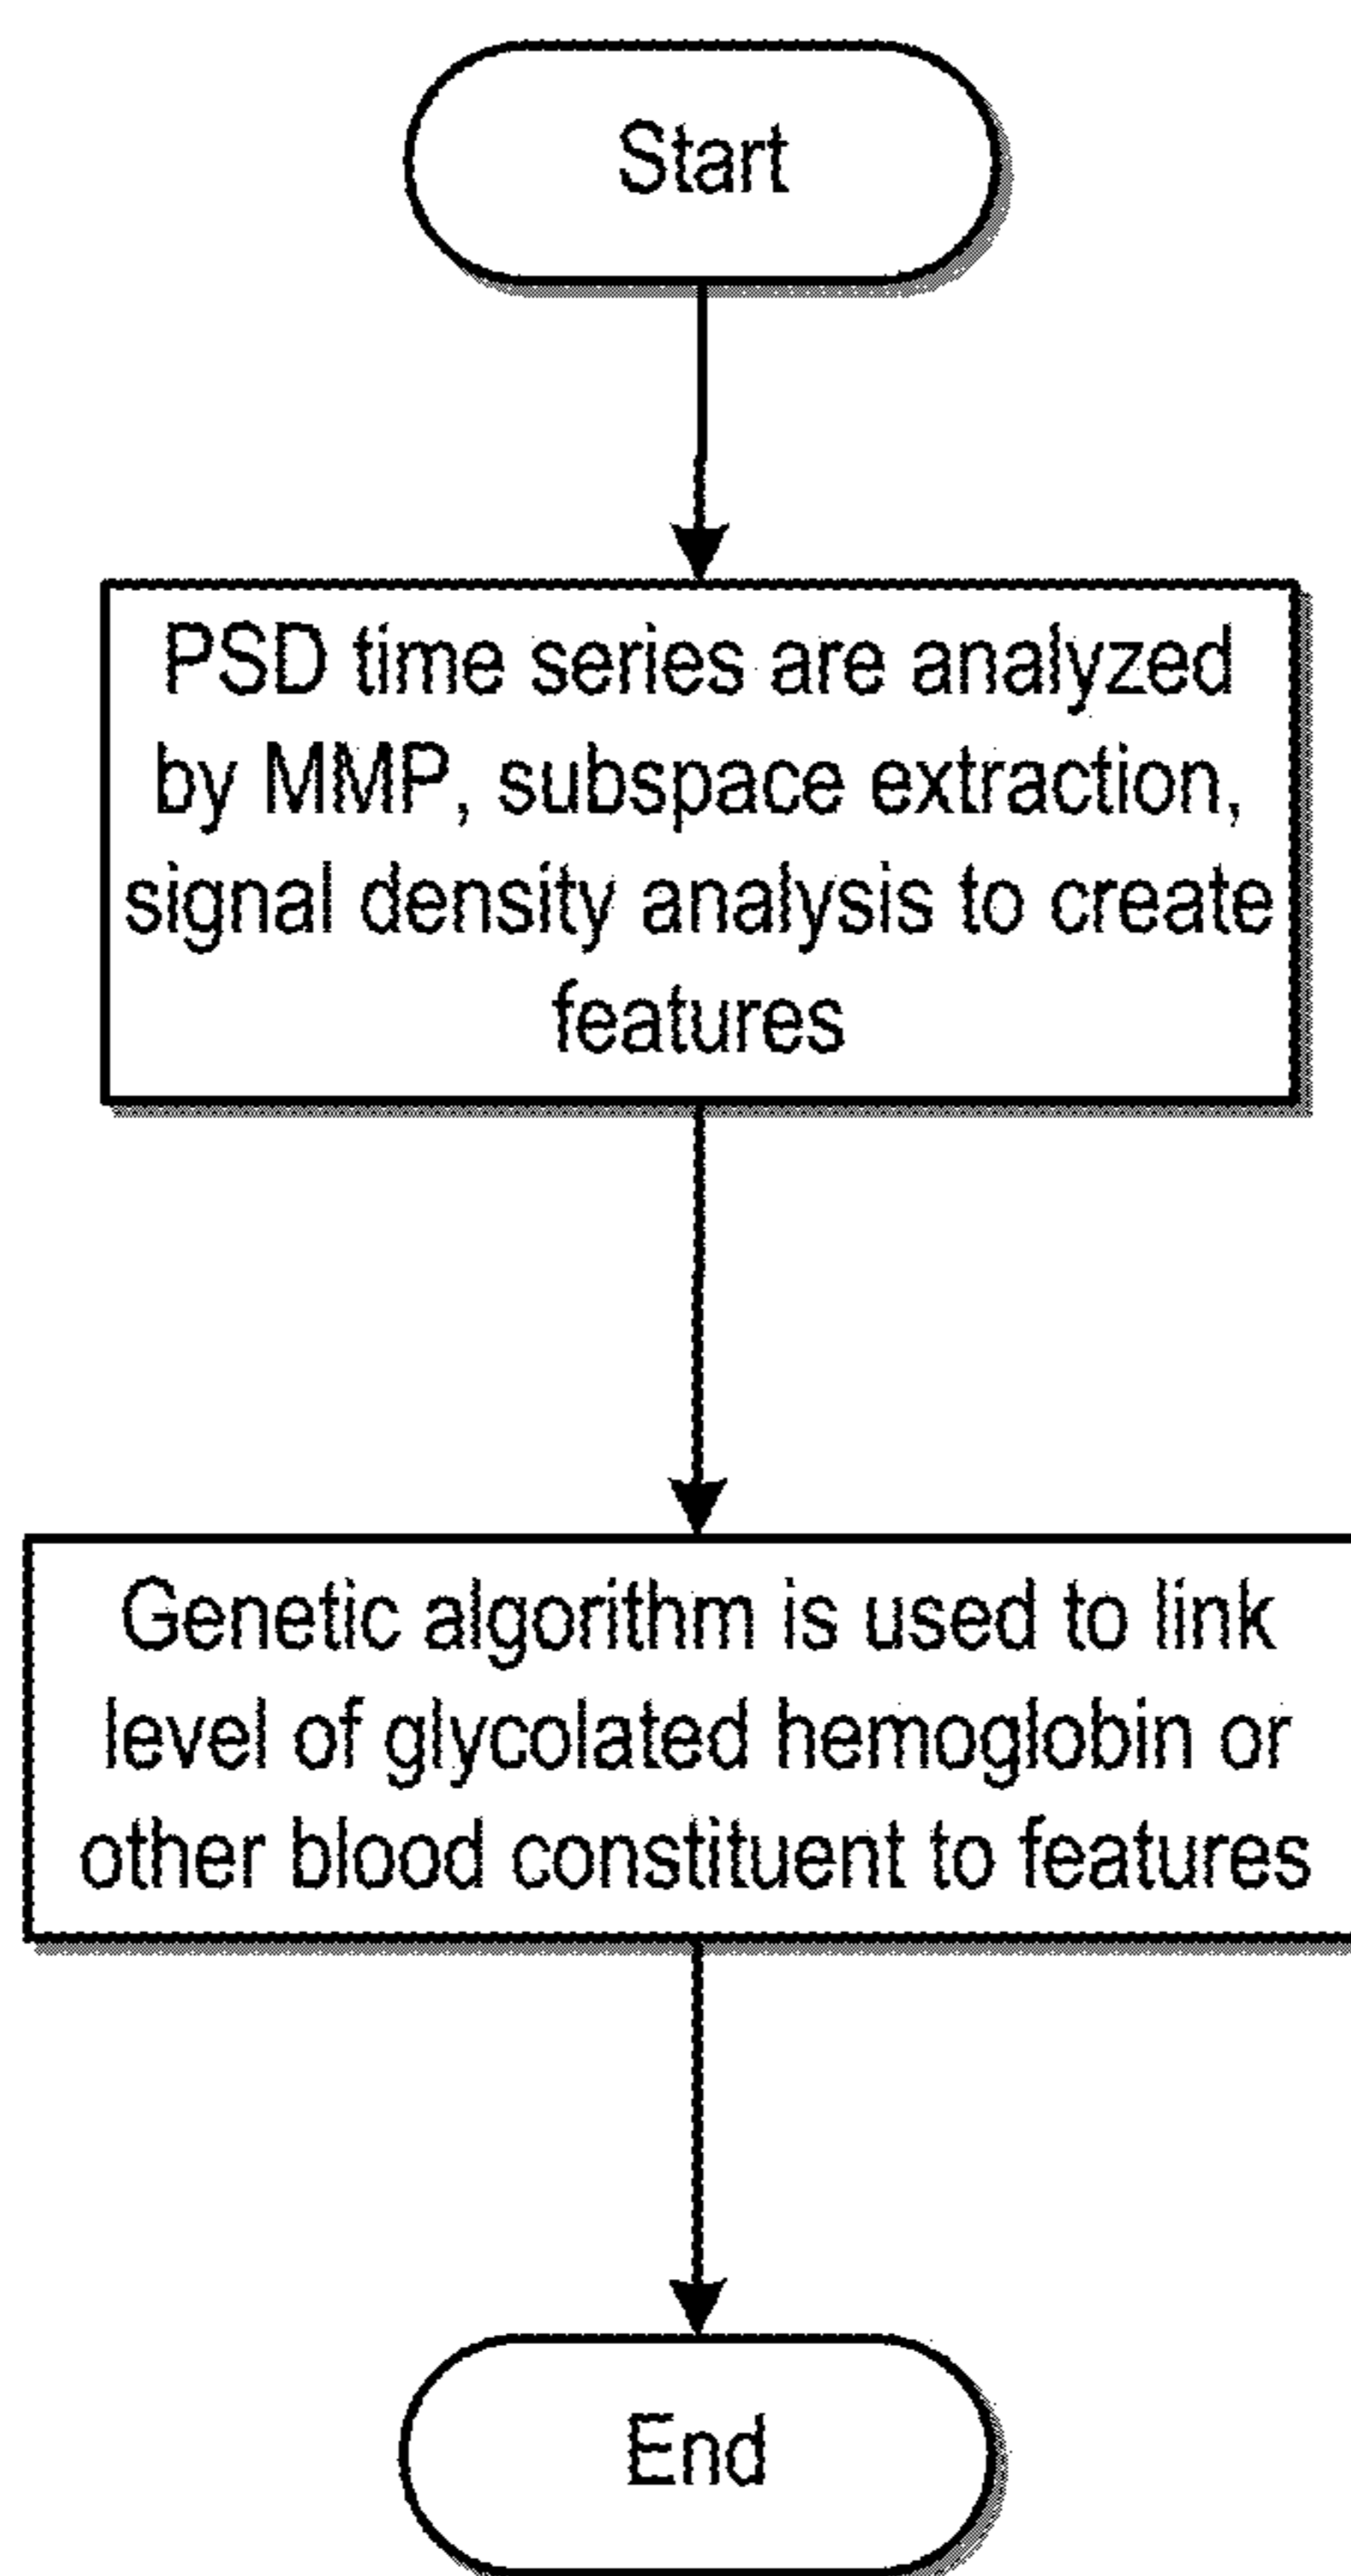 Start
PSD time series are analyzed
by MMP, subspace extraction,
signal density analysis to create
features
Genetic algorithm is used to link
level of glycolated hemoglobin or
other blood constituent to features
End